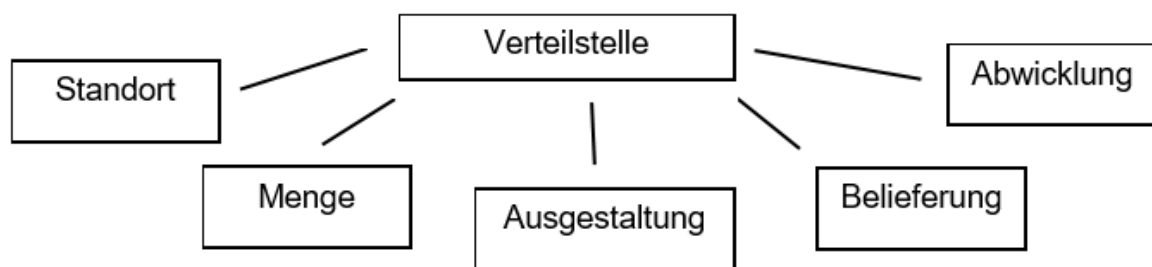 Verteilstelle
Standort
Abwicklung
Menge
Ausgestaltung
Belieferung